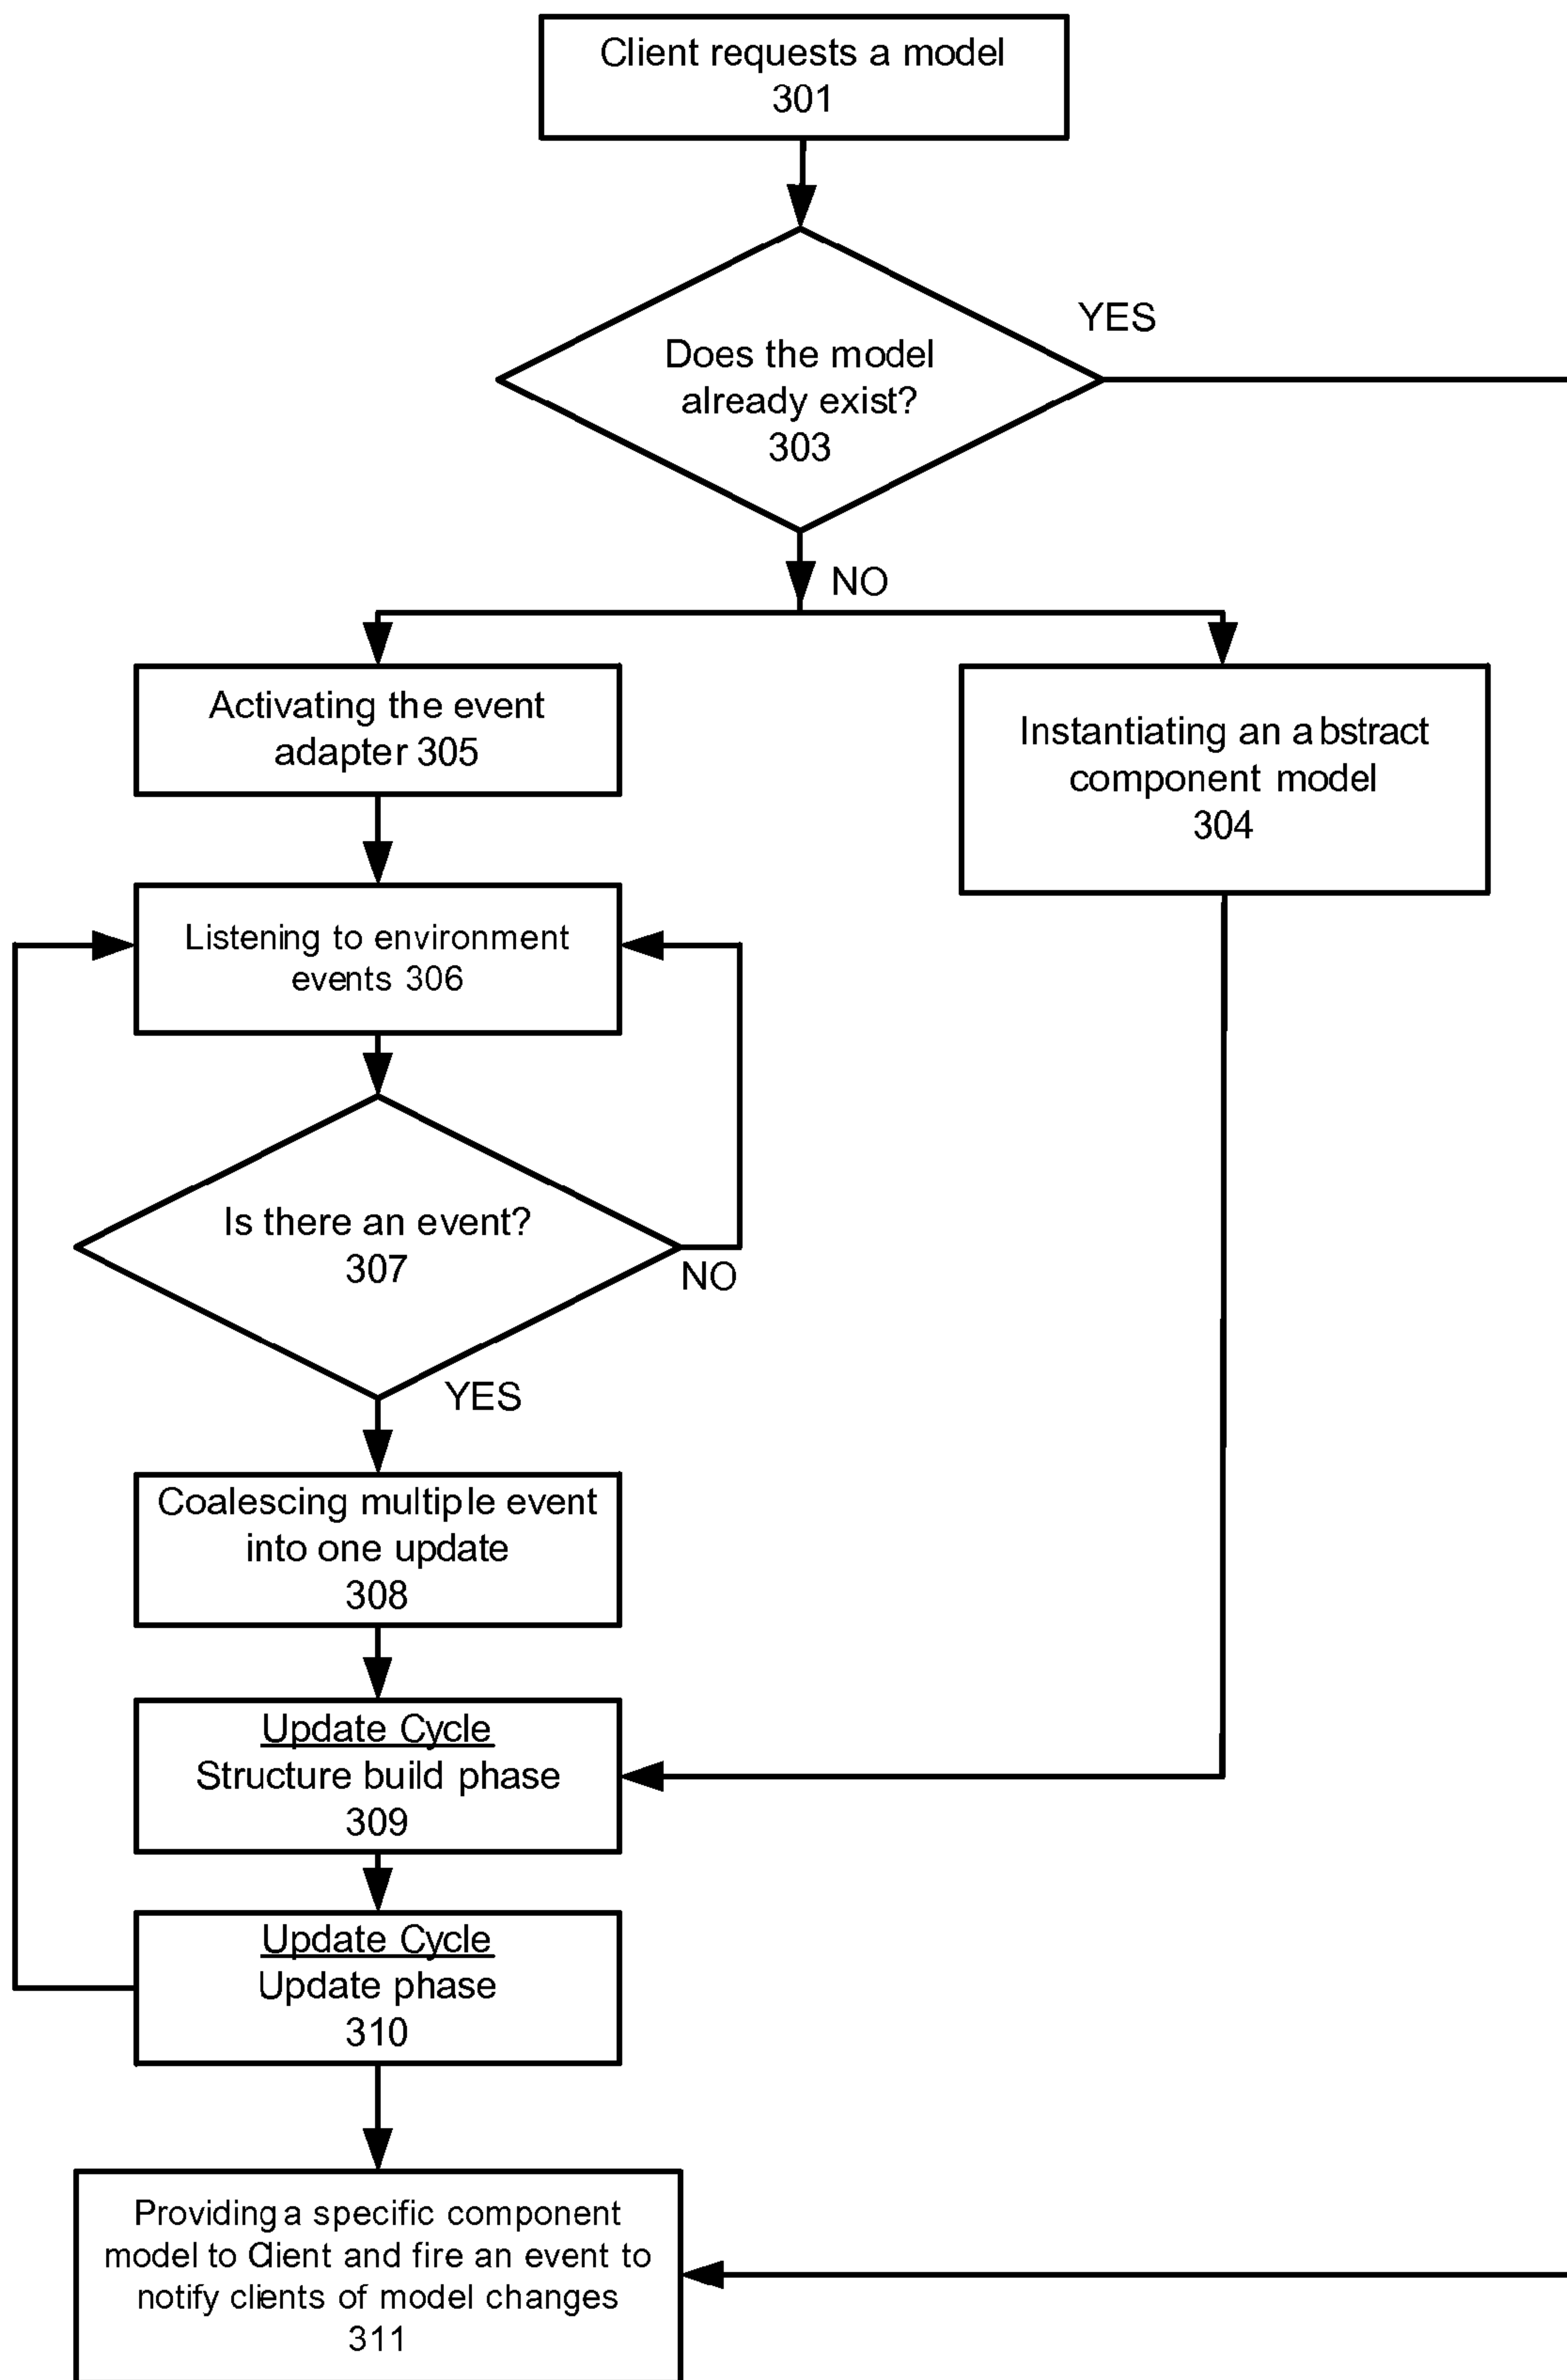 Client requests a model
301
YES
Does the model
already exist?
303
NO
Activating the event
adapter 305
Instantiating an abstract
component model
304
Listening to environment
events 306
Is there an event?
307
NO
YES
Coalescing multiple event
into one update
308
Update Cycle
Structure build phase
309
Update Cycle
Update phase
310
Providing a specific component
model to Client and fire an event to
notify clients of model changes
311